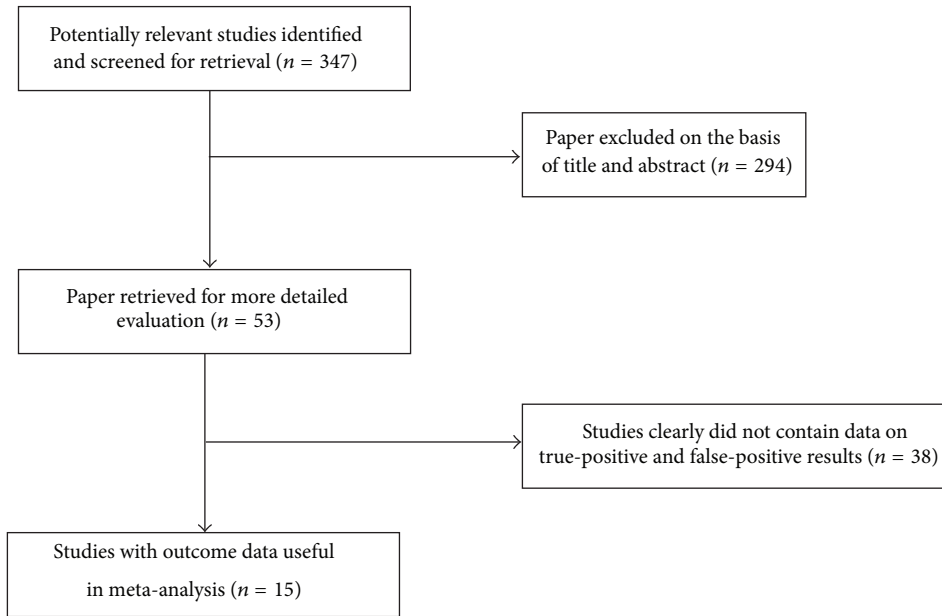 Potentially relevant studies identified
and screened for retrieval (n = 347)
Paper excluded on the basis
of title and abstract (n = 294)
Paper retrieved for more detailed
evaluation (n = 53)
Studies clearly did not contain data on
true-positive and false-positive results (n = 38)
Studies with outcome data useful
in meta-analysis (n = 15)